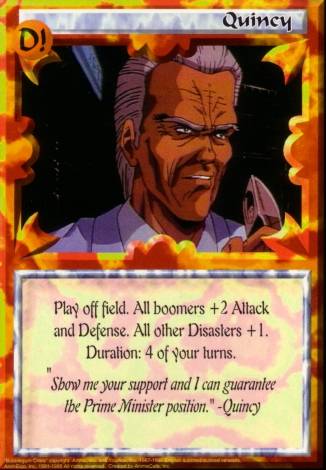 Quincy
D!
Play off field. All boomers +2 Attack
and Defense. All other Disasters +1.
Duration: 4 of your turns.
"
Show me your support and I can guarantee
the Prime Minister position." -Quincy